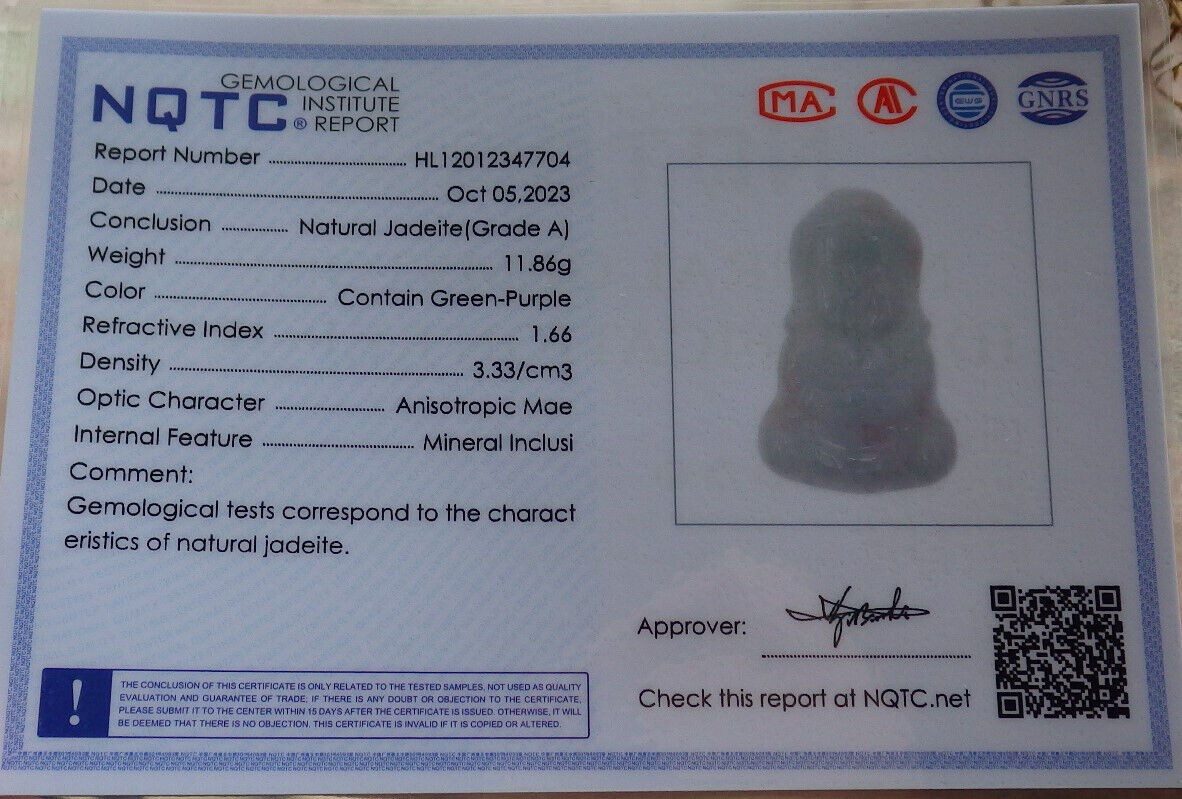 NQTC® GEMOLOGICAL
INSTITUTE
REPORT
MA
AL
CWS
GNRS
Report Number ........ HL12012347704
Date ........ Oct 05,2023
Conclusion ........ Natural Jadeite(Grade A)
Weight ........ 11.86g
Color ........ Contain Green-Purple
Refractive Index ........ 1.66
Density ........ 3.33/cm3
Optic Character ........ Anisotropic Mae
Internal Feature ........ Mineral Inclusi
Comment:
Gemological tests correspond to the charact
eristics of natural jadeite.
Approver:
Check this report at NQTC.net
!
THE CONCLUSION OF THIS CERTIFICATE IS ONLY RELATED TO THE TESTED SAMPLES, NOT USED AS QUALITY
EVALUATION AND GUARANTEE OF TRADE, IF THERE IS ANY DOUBT OR OBJECTION TO THE CERTIFICATE,
PLEASE SUBMIT IT TO THE CENTER WITHIN 15 DAYS AFTER THE CERTIFICATE IS ISSUED. OTHERWISE, IT WILL
BE DEEMED THAT THERE IS NO OBJECTION. THIS CERTIFICATE IS INVALID IF IT IS COPIED OR ALTERED.